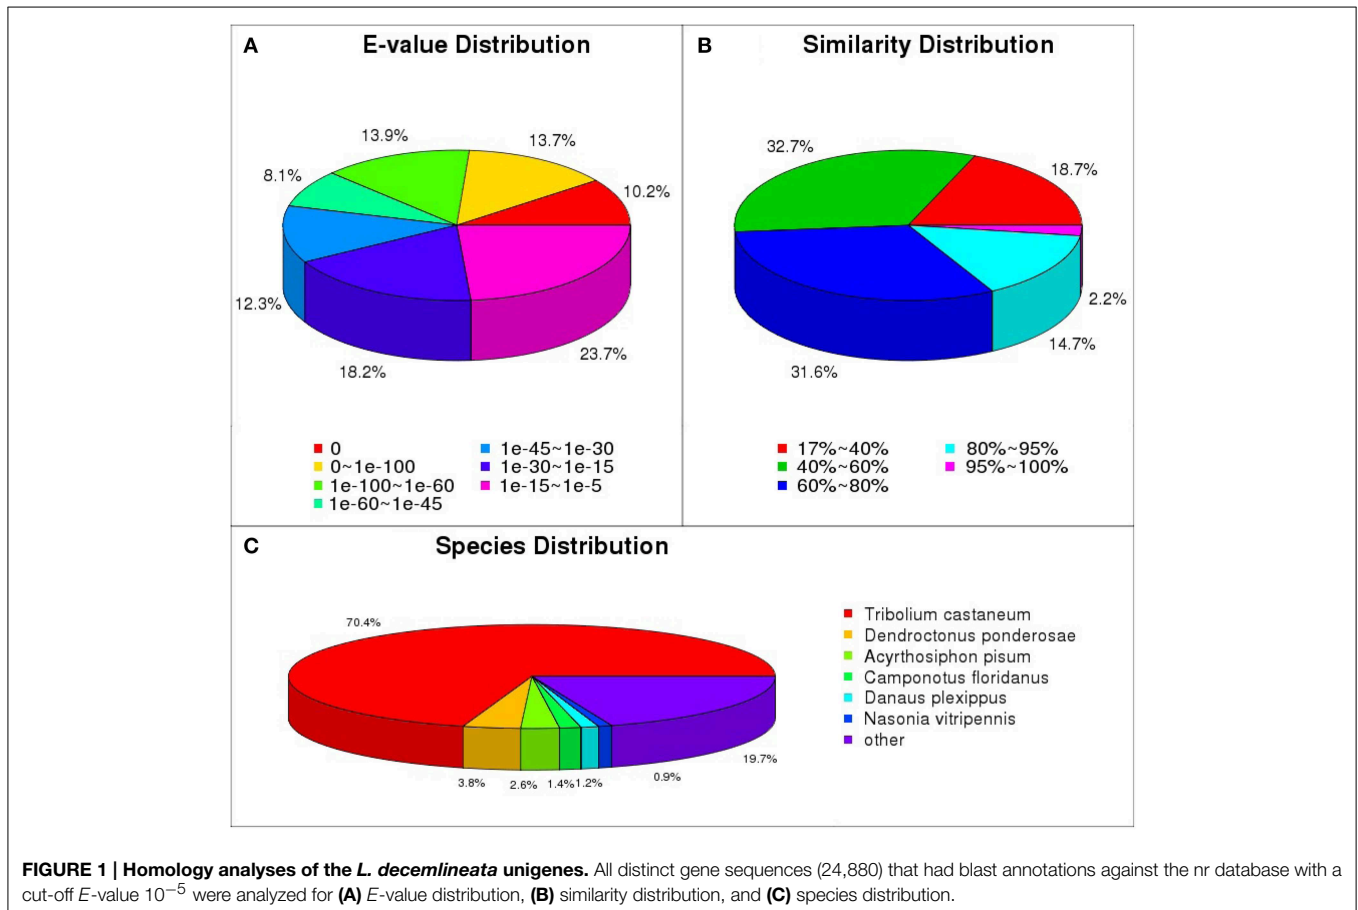 A
E-value Distribution
13.9%
13.7%
8.1%
10.2%
12.3%
23.7%
18.2%
0
0~1e-100
1e-100~1e-60
1e-60~1e-45
1e-45~1e-30
1e-30~1e-15
1e-15~1e-5
B
Similarity Distribution
32.7%
18.7%
2.2%
14.7%
31.6%
17%~40%
40%~60%
60%~80%
80%~95%
95%~100%
C
Species Distribution
70.4%
3.8%
2.6%
1.4%
1.2%
0.9%
19.7%
Tribolium castaneum
Dendroctonus ponderosae
Acyrthosiphon pisum
Camponotus floridanus
Danaus plexippus
Nasonia vitripennis
other
FIGURE 1 | Homology analyses of the L. decemlineata unigenes. All distinct gene sequences (24,880) that had blast annotations against the nr database with a
cut-off E-value 10−5 were analyzed for (A) E-value distribution, (B) similarity distribution, and (C) species distribution.